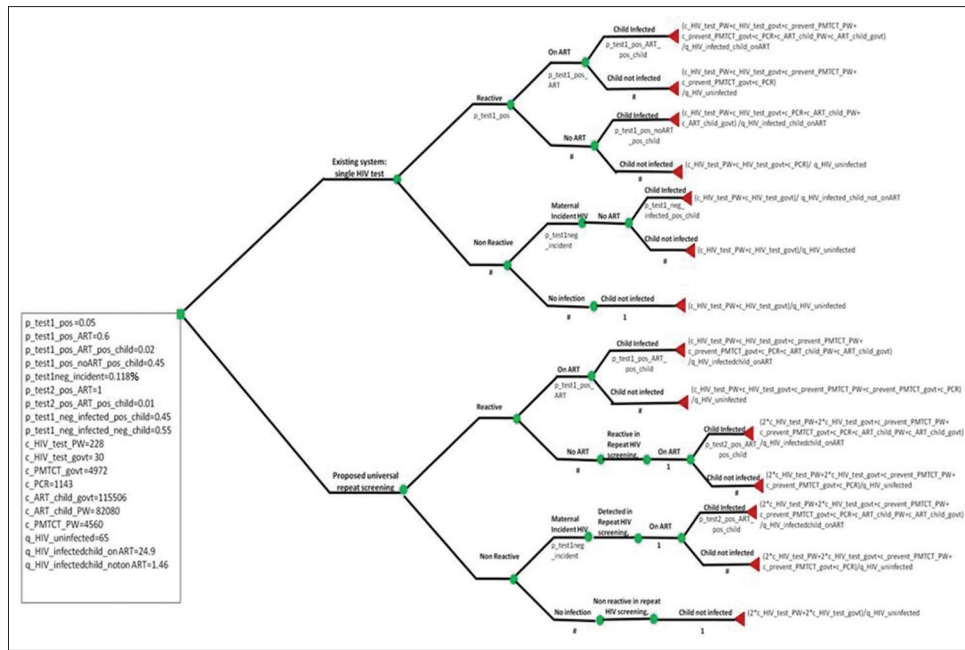 Child Infected
(c_HIV_test_PW+c_HIV_test_govt+c_prevent_PMTCT_PW+
c_prevent_PMTCT_govt+c_PCR+c_ART_child_PW+c_ART_child_govt)
/q_HIV_infected_child_onART
On ART
p_test1_pos_ART_
pos_child
p_test1_pos_
ART
Child not infected
#
(c_HIV_test_PW+c_HIV_test_govt+c_prevent_PMTCT_PW+
c_prevent_PMTCT_govt+c_PCR)
/q_HIV_uninfected
Reactive
p_test1_pos
Child Infected
(c_HIV_test_PW+c_HIV_test_govt+c_PCR+c_ART_child_PW+
c_ART_child_govt) /q_HIV_infected_child_onART
p_test1_pos_noART
_pos_child
No ART
#
Child not infected
#
(c_HIV_test_PW+c_HIV_test_govt+c_PCR)/ q_HIV_uninfected
Existing system:
single HIV test
Child Infected
(c_HIV_test_PW+c_HIV_test_govt)/ q_HIV_infected_child_not_onART
p_test1_neg_
infected_pos_child
Maternal
Incident HIV
No ART
p_test1neg
_incident
Child not infected
#
(c_HIV_test_PW+c_HIV_test_govt)/q_HIV_uninfected
Non Reactive
#
No infection
#
Child not infected
1
(c_HIV_test_PW+c_HIV_test_govt)/q_HIV_uninfected
p_test1_pos=0.05
p_test1_pos_ART=0.6
p_test1_pos_ART_pos_child=0.02
p_test1_pos_noART_pos_child=0.45
p_test1neg_incident=0.118%
p_test2_pos_ART=1
p_test2_pos_ART_pos_child=0.01
p_test1_neg_infected_pos_child=0.45
p_test1_neg_infected_neg_child=0.55
c_HIV_test_PW=228
c_HIV_test_govt=30
c_PMTCT_govt=4972
c_PCR=1143
c_ART_child_govt=115506
c_ART_child_PW=82080
c_PMTCT_PW=4560
q_HIV_uninfected=65
q_HIV_infectedchild_on ART=24.9
q_HIV_infectedchild_noton ART=1.46
Child Infected
(c_HIV_test_PW+c_HIV_test_govt+c_prevent_PMTCT_PW+
c_prevent_PMTCT_govt+c_PCR+c_ART_child_PW+c_ART_child_govt)
/q_HIV_infectedchild_onART
On ART
p_test1_pos_ART_
pos_child
p_test1_pos_
ART
Child not infected
#
(c_HIV_test_PW+c_HIV_test_govt+c_prevent_PMTCT_PW+c_prevent_PMTCT_govt+c_PCR)
/q_HIV_uninfected
Reactive
Child Infected
(2*c_HIV_test_PW+2*c_HIV_test_govt+c_prevent_PMTCT_PW+
c_prevent_PMTCT_govt+c_PCR+c_ART_child_PW+c_ART_child_govt)
/q_HIV_infectedchild_onART
p_test2_pos_ART_
pos_child
No ART
#
Reactive in
Repeat HIV
screening,
On ART
1
Child not infected
#
(2*c_HIV_test_PW+2*c_HIV_test_govt+c_prevent_PMTCT_PW+
c_prevent_PMTCT_govt+c_PCR)/q_HIV_uninfected
Proposed universal
repeat screening
Child Infected
(2*c_HIV_test_PW+2*c_HIV_test_govt+c_prevent_PMTCT_PW+
c_prevent_PMTCT_govt+c_PCR+c_ART_child_PW+c_ART_child_govt)
/q_HIV_infectedchild_onART
p_test2_pos_ART_
pos_child
Maternal
Incident HIV
p_test1neg
_incident
Detected in
Repeat HIV
screening,
On ART
1
Child not infected
#
(2*c_HIV_test_PW+2*c_HIV_test_govt+c_prevent_PMTCT_PW+
c_prevent_PMTCT_govt+c_PCR)/q_HIV_uninfected
Non Reactive
#
No infection
#
Non reactive in repeat
HIV screening,
Child not infected
1
(2*c_HIV_test_PW+2*c_HIV_test_govt)/q_HIV_uninfected